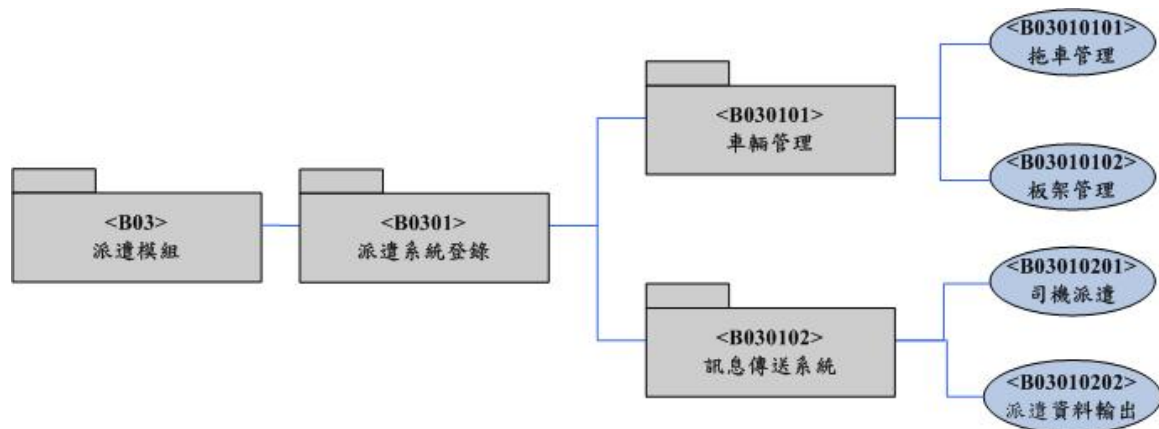 <B03>
派遣模組
<B0301>
派遣系統登錄
<B030101>
車輛管理
<B03010101>
拖車管理
<B03010102>
板架管理
<B030102>
訊息傳送系統
<B03010201>
司機派遣
<B03010202>
派遣資料輸出